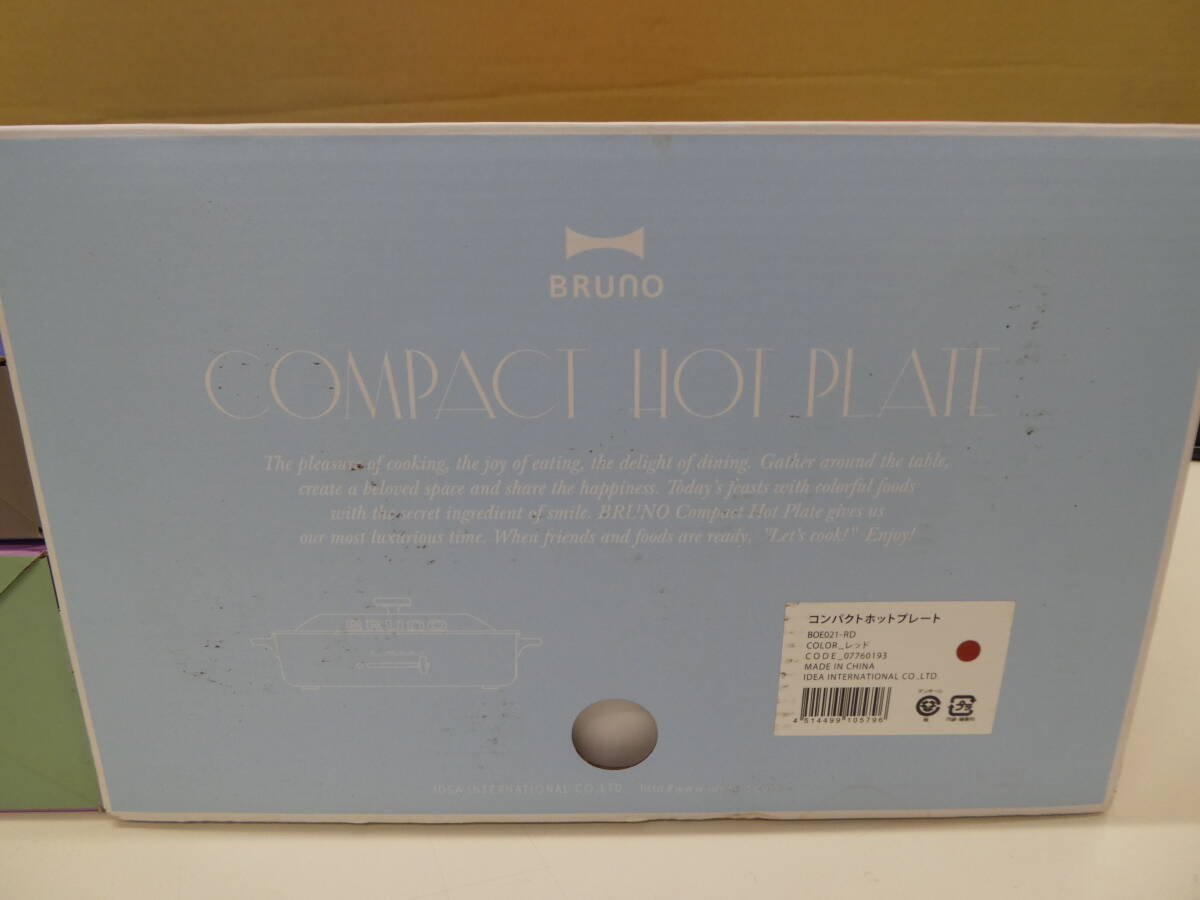 BRUNO
COMPACT HOT PLATE
The pleasure of cooking, the joy of eating, the delight of dining. Gather around the table,
create a beloved space and share the happiness. Today's feasts with colorful foods
with the secret ingredient of smile. BRUNO Compact Hot Plate gives us
our most luxurious time. When friends and foods are ready, "Let's cook!" Enjoy!
BRUNO
コンパクトホットプレート
BOE021-RD
COLOR_レッド
CODE_07760193
MADE IN CHINA
IDEA INTERNATIONAL CO.,LTD.
4 514499 105796
プラ
IDEA INTERNATIONAL CO.,LTD.